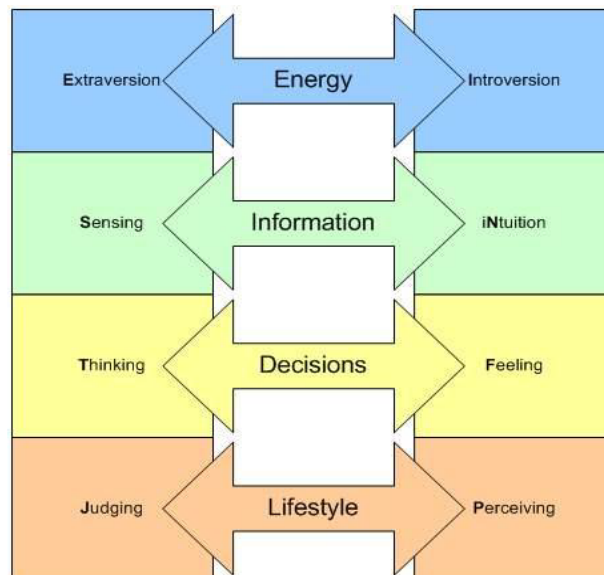 Extraversion Energy Introversion
Sensing Information iNtuition
Thinking Decisions Feeling
Judging Lifestyle Perceiving